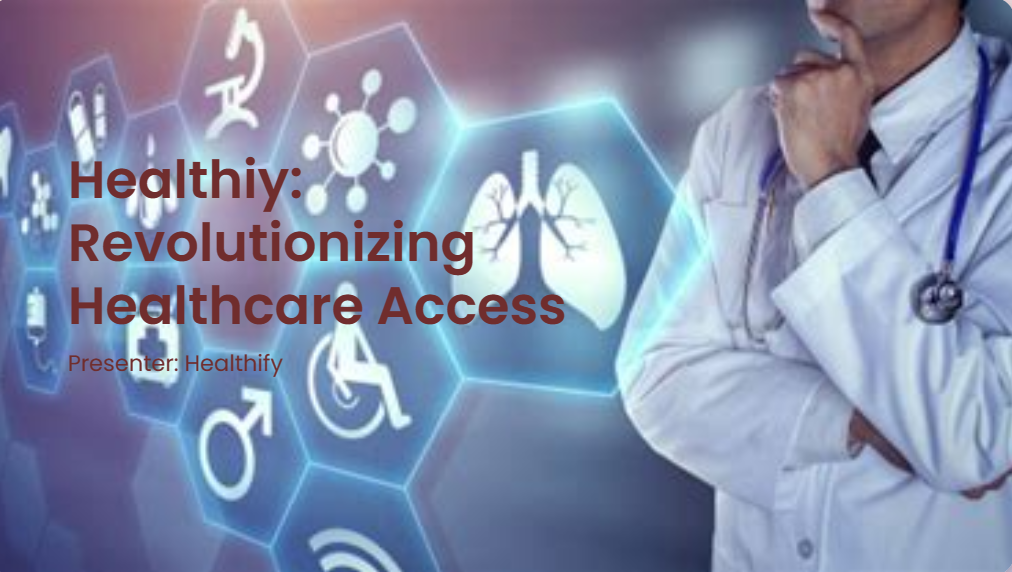 Healthiy:
Revolutionizing
Healthcare Access
Presenter: Healthify